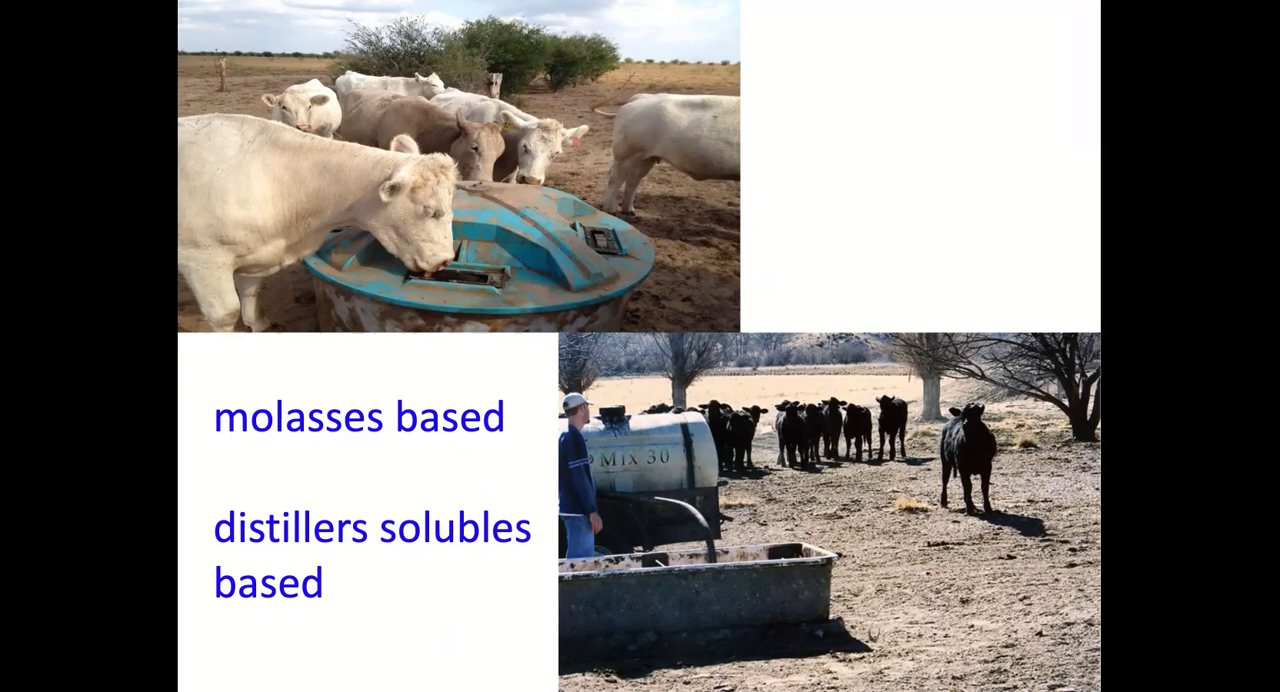 molasses based
Mix 30
distillers solubles
based